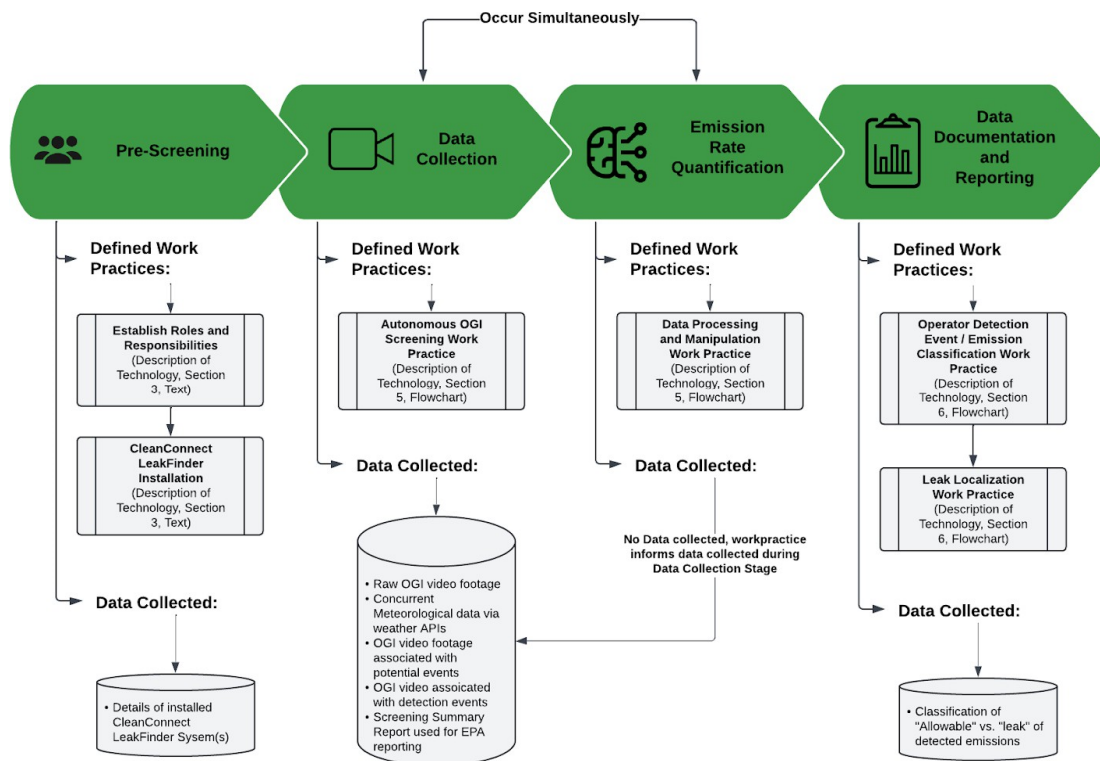 Occur Simultaneously
Pre-Screening
Data
Collection
Emission
Rate
Quantification
Data
Documentation
and
Reporting
Defined Work
Practices:
Establish Roles and
Responsibilities
(Description of
Technology, Section
3, Text)
CleanConnect
LeakFinder
Installation
(Description of
Technology, Section
3, Text)
Data Collected:
Details of installed
CleanConnect
LeakFinder Sysem(s)
Defined Work
Practices:
Autonomous OGI
Screening Work
Practice
(Description of
Technology, Section
5, Flowchart)
Data Collected:
• Raw OGI video footage
• Concurrent
Meteorological data via
weather APIs
• OGI video footage
associated with
potential events
• OGI video assoicated
with detection events
• Screening Summary
Report used for EPA
reporting
Defined Work
Practices:
Data Processing
and Manipulation
Work Practice
(Description of
Technology, Section
5, Flowchart)
Data Collected:
No Data collected, workpractice
informs data collected during
Data Collection Stage
Defined Work
Practices:
Operator Detection
Event / Emission
Classification Work
Practice
(Description of
Technology, Section
6, Flowchart)
Leak Localization
Work Practice
(Description of
Technology, Section
6, Flowchart)
Data Collected:
• Classification of
"Allowable" vs. "leak" of
detected emissions